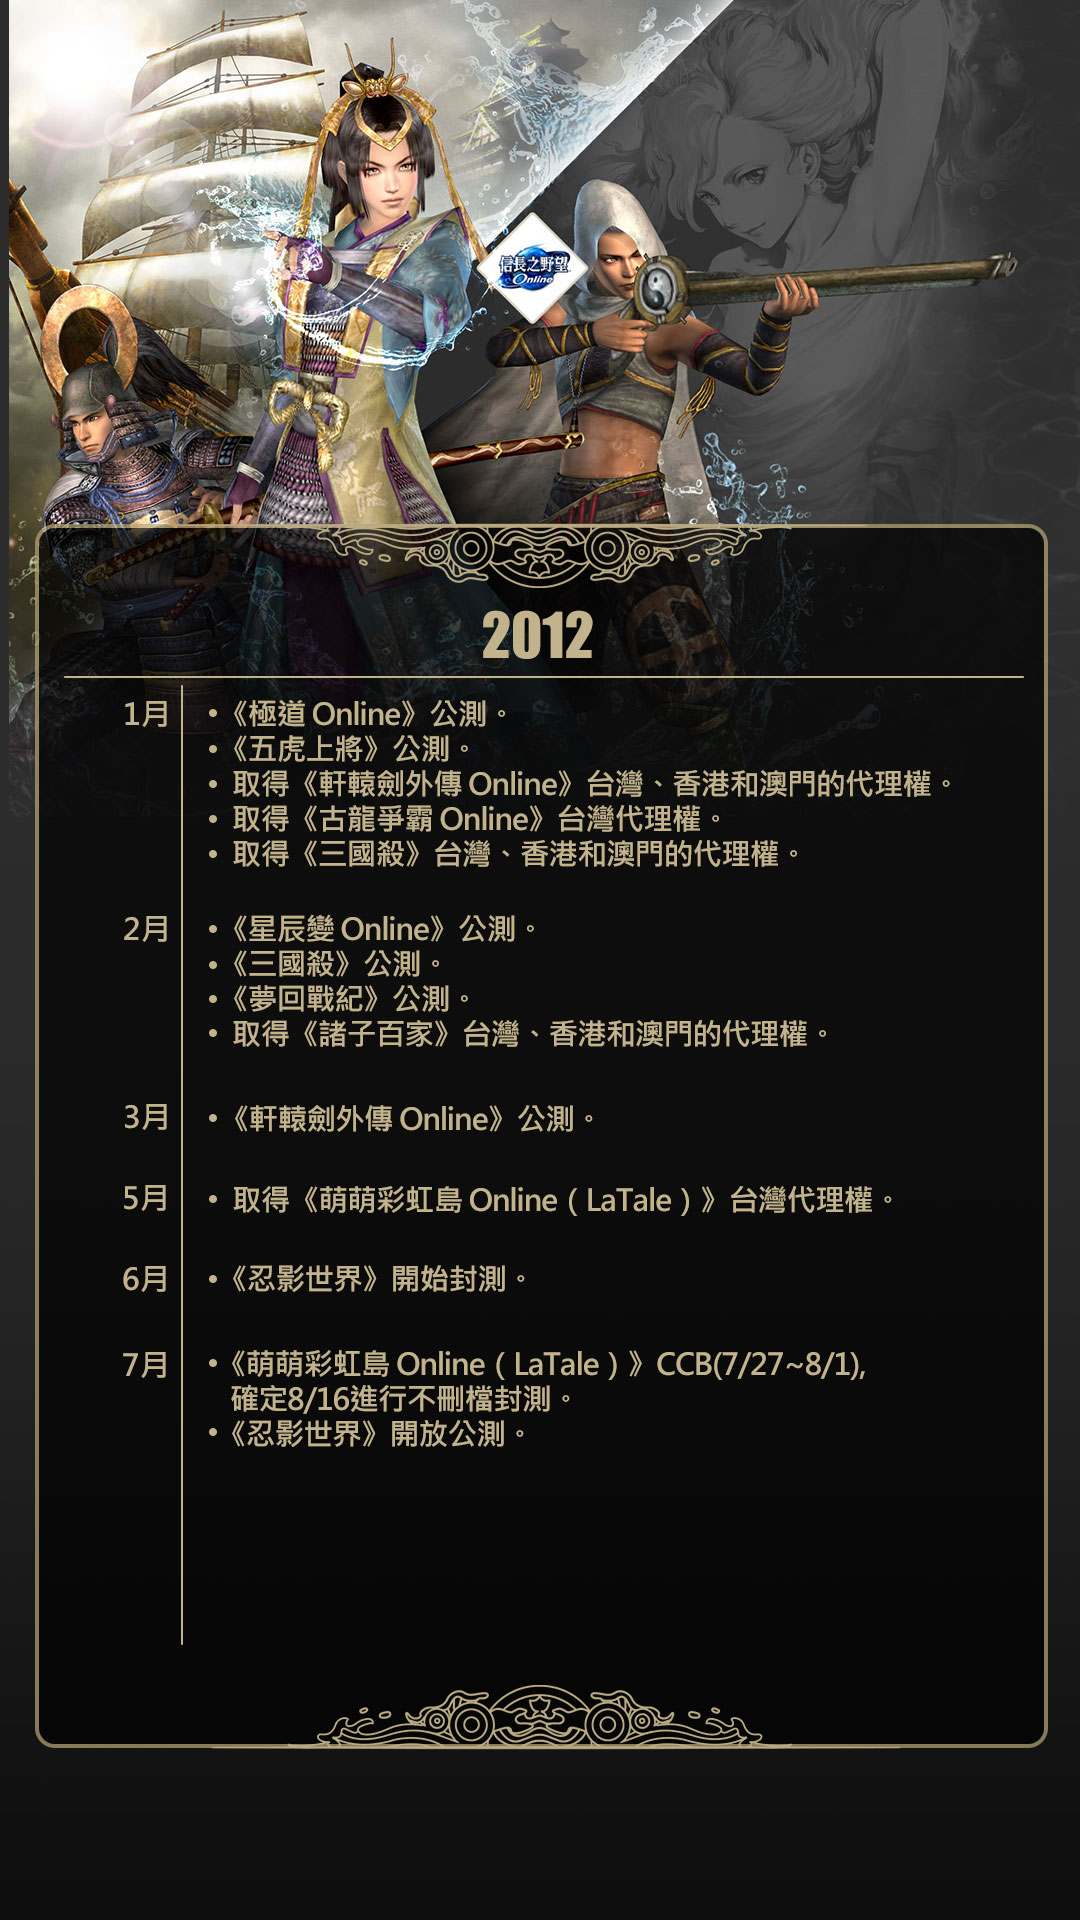 信長之野望
Online
2012
1月
•《極道 Online》公測。
•《五虎上將》公測。
• 取得《軒轅劍外傳 Online》台灣、香港和澳門的代理權。
• 取得《古龍爭霸 Online》台灣代理權。
• 取得《三國殺》台灣、香港和澳門的代理權。
2月
•《星辰變 Online》公測。
•《三國殺》公測。
•《夢回戰紀》公測。
• 取得《諸子百家》台灣、香港和澳門的代理權。
3月
•《軒轅劍外傳 Online》公測。
5月
• 取得《萌萌彩虹島 Online（LaTale）》台灣代理權。
6月
•《忍影世界》開始封測。
7月
•《萌萌彩虹島 Online（LaTale）》CCB(7/27~8/1),
確定8/16進行不刪檔封測。
•《忍影世界》開放公測。